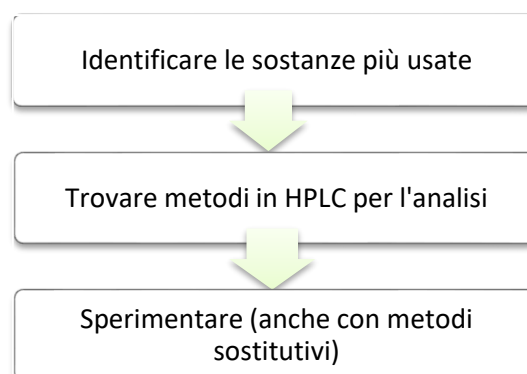 Identificare le sostanze più usate
Trovare metodi in HPLC per l'analisi
Sperimentare (anche con metodi
sostitutivi)